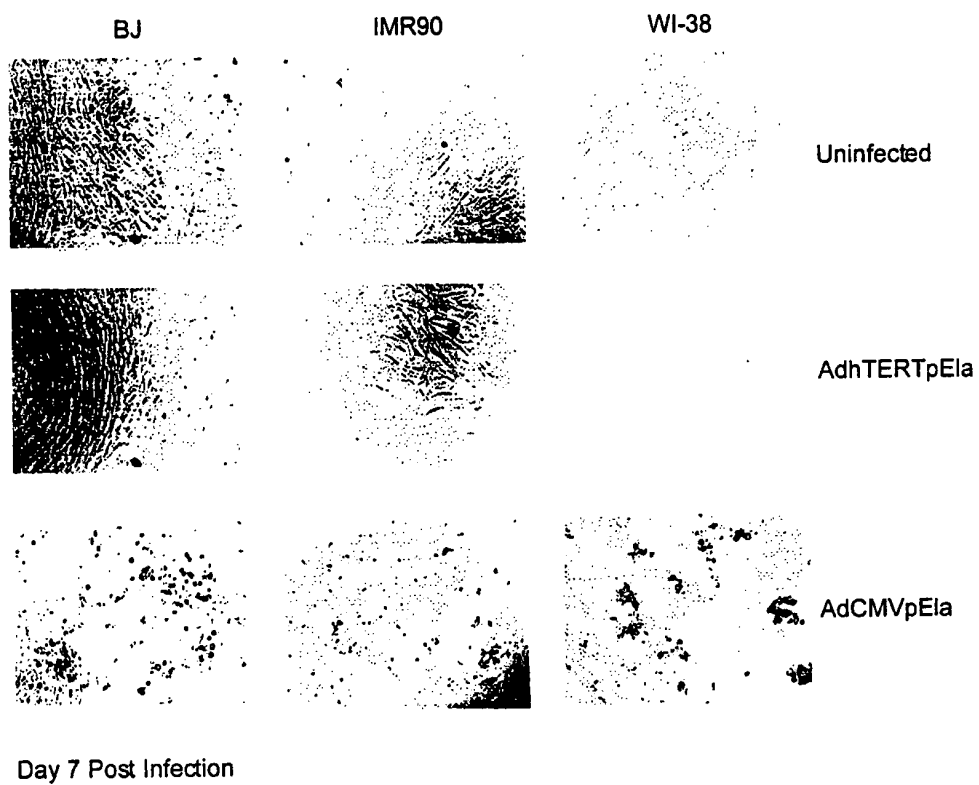 BJ IMR90 WI-38
Uninfected
AdhTERTpEla
AdCMVpEla
Day 7 Post Infection